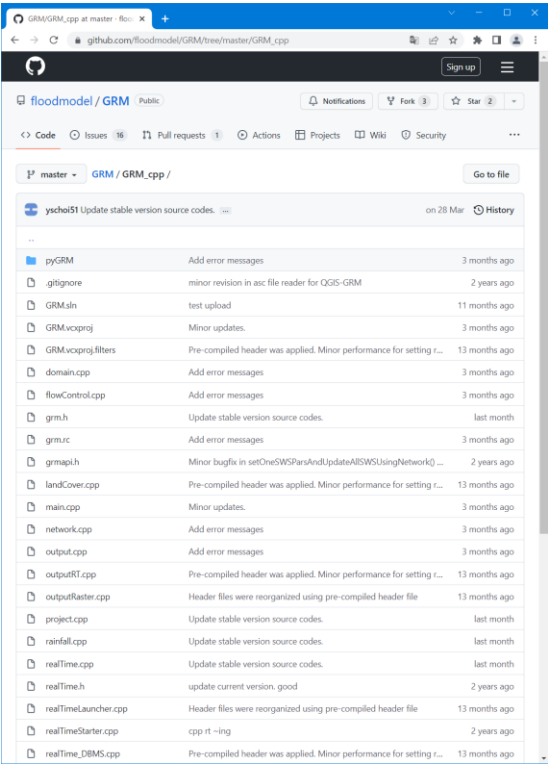 GRM/GRM_cpp at master · floo
github.com/floodmodel/GRM/tree/master/GRM_cpp
Sign up
floodmodel / GRM Public
Notifications Fork 3 Star 2
Code Issues 16 Pull requests 1 Actions Projects Wiki Security ...
master GRM / GRM_cpp / Go to file
yschoi51 Update stable version source codes. ... on 28 Mar History
..
pyGRM Add error messages 3 months ago
.gitignore minor revision in asc file reader for QGIS-GRM 2 years ago
GRM.sln test upload 11 months ago
GRM.vcxproj Minor updates. 3 months ago
GRM.vcxproj.filters Pre-compiled header was applied. Minor performance for setting r... 13 months ago
domain.cpp Add error messages 3 months ago
flowControl.cpp Add error messages 3 months ago
grm.h Update stable version source codes. last month
grm.rc Add error messages 3 months ago
grmapi.h Minor bugfix in setOneSWSParsAndUpdateAllSWSUsingNetwork() ... 2 years ago
landCover.cpp Pre-compiled header was applied. Minor performance for setting r... 13 months ago
main.cpp Minor updates. 3 months ago
network.cpp Add error messages 3 months ago
output.cpp Add error messages 3 months ago
outputRT.cpp Pre-compiled header was applied. Minor performance for setting r... 13 months ago
outputRaster.cpp Header files were reorganized using pre-compiled header file 13 months ago
project.cpp Update stable version source codes. last month
rainfall.cpp Update stable version source codes. last month
realTime.cpp Update stable version source codes. last month
realTime.h update current version. good 2 years ago
realTimeLauncher.cpp Header files were reorganized using pre-compiled header file 13 months ago
realTimeStarter.cpp cpp rt ~ing 2 years ago
realTime_DBMS.cpp Pre-compiled header was applied. Minor performance for setting r... 13 months ago